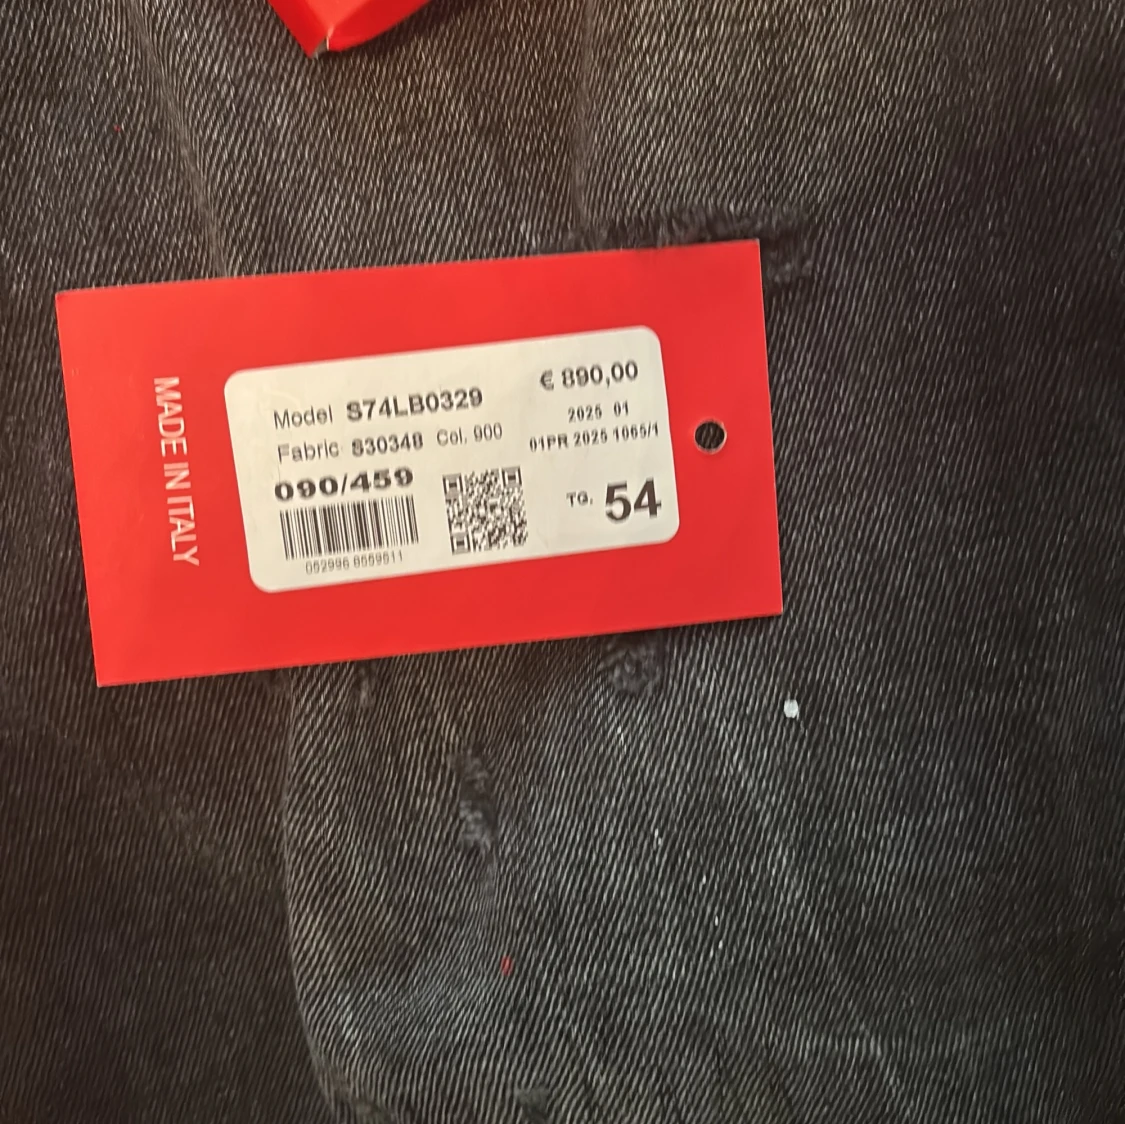 MADE IN ITALY
Model S74LB0329
Fabric S30349 Col. 900
090/459
052996 8559511
€ 890,00
2025 01
01PR 2025 1065/1
TG. 54